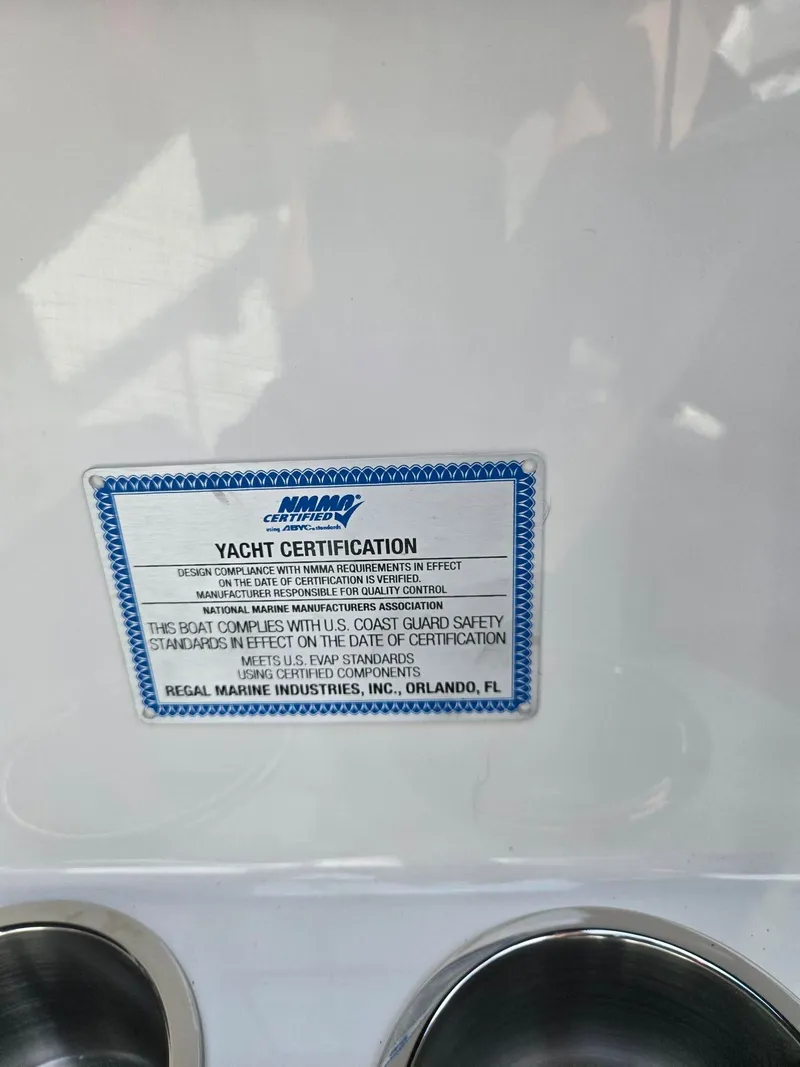 NMMA®
CERTIFIED
using ABYC standards
YACHT CERTIFICATION
DESIGN COMPLIANCE WITH NMMA REQUIREMENTS IN EFFECT
ON THE DATE OF CERTIFICATION IS VERIFIED.
MANUFACTURER RESPONSIBLE FOR QUALITY CONTROL
NATIONAL MARINE MANUFACTURERS ASSOCIATION
THIS BOAT COMPLIES WITH U.S. COAST GUARD SAFETY
STANDARDS IN EFFECT ON THE DATE OF CERTIFICATION
MEETS U.S. EVAP STANDARDS
USING CERTIFIED COMPONENTS
REGAL MARINE INDUSTRIES, INC., ORLANDO, FL